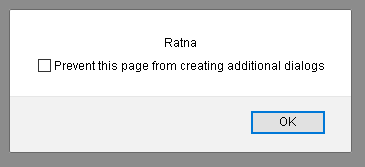 Ratna
Prevent this page from creating additional dialogs
OK